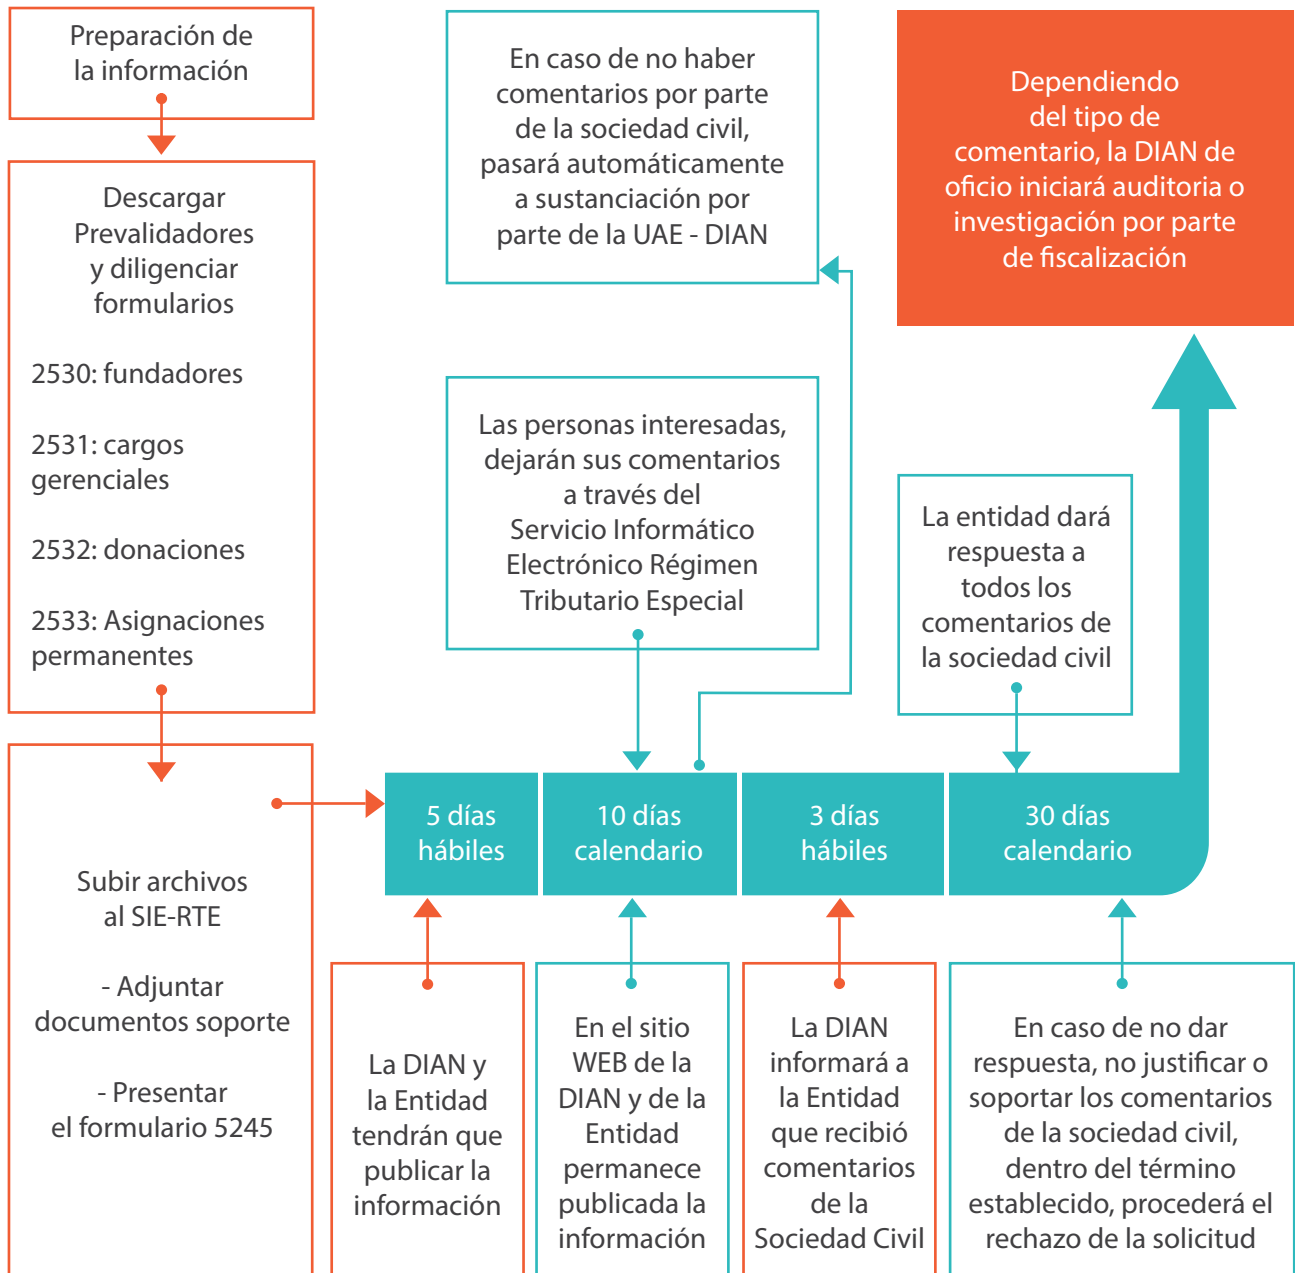 Preparación de
la información
Descargar
Prevalidadores
y diligenciar
formularios
2530: fundadores
2531: cargos
gerenciales
2532: donaciones
2533: Asignaciones
permanentes
Subir archivos
al SIE-RTE
- Adjuntar
documentos soporte
- Presentar
el formulario 5245
En caso de no haber
comentarios por parte
de la sociedad civil,
pasará automáticamente
a sustanciación por
parte de la UAE - DIAN
Dependiendo
del tipo de
comentario, la DIAN de
oficio iniciará auditoria o
investigación por parte
de fiscalización
Las personas interesadas,
dejarán sus comentarios
a través del
Servicio Informático
Electrónico Régimen
Tributario Especial
La entidad dará
respuesta a
todos los
comentarios de
la sociedad civil
5 días
hábiles
10 días
calendario
3 días
hábiles
30 días
calendario
La DIAN y
la Entidad
tendrán que
publicar la
información
En el sitio
WEB de la
DIAN y de la
Entidad
permanece
publicada la
información
La DIAN
informará a
la Entidad
que recibió
comentarios
de la
Sociedad Civil
En caso de no dar
respuesta, no justificar o
soportar los comentarios
de la sociedad civil,
dentro del término
establecido, procederá el
rechazo de la solicitud